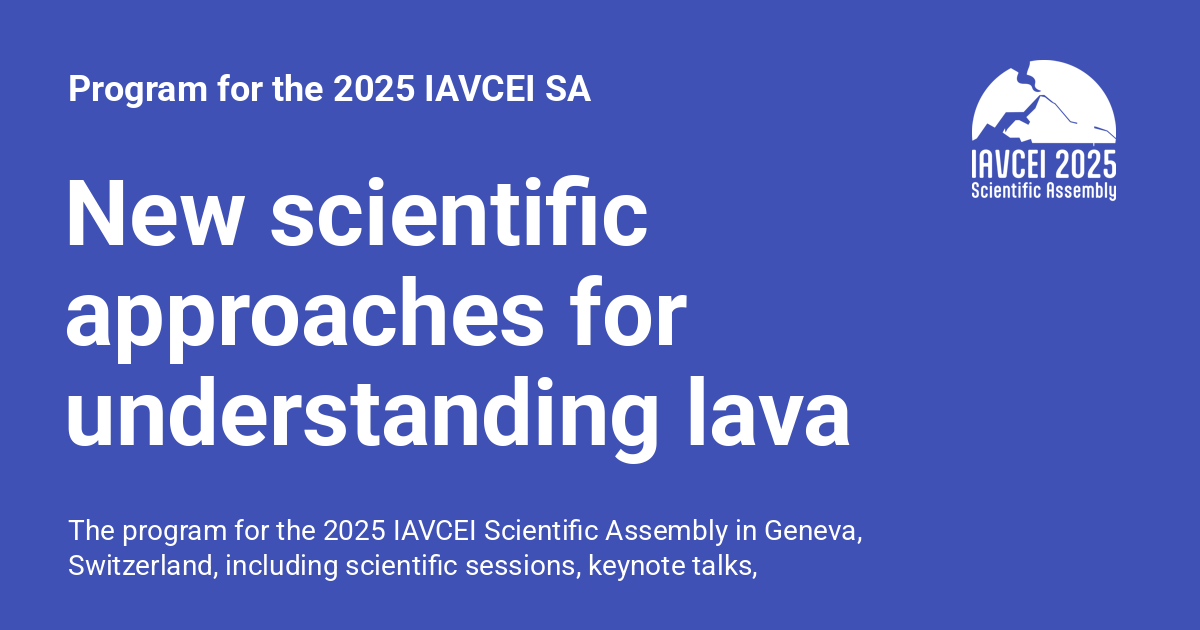 Program for the 2025 IAVCEI SA
IAVCEI 2025
Scientific Assembly
New scientific
approaches for
understanding lava
The program for the 2025 IAVCEI Scientific Assembly in Geneva,
Switzerland, including scientific sessions, keynote talks,